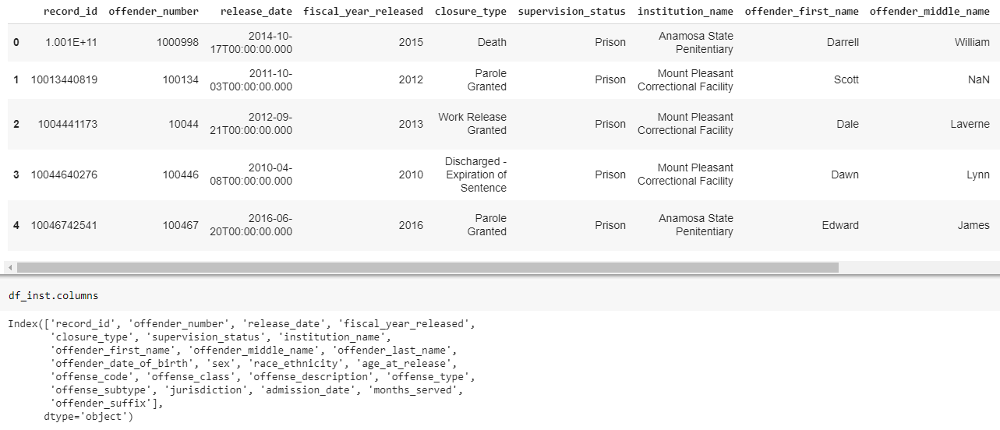 record_id offender_number release_date fiscal_year_released closure_type supervision_status institution_name offender_first_name offender_middle_name
0 1.001E+11 1000998 2014-10-17T00:00:00.000 2015 Death Prison Anamosa State Penitentiary Darrell William
1 10013440819 100134 2011-10-03T00:00:00.000 2012 Parole Granted Prison Mount Pleasant Correctional Facility Scott NaN
2 1004441173 10044 2012-09-21T00:00:00.000 2013 Work Release Granted Prison Mount Pleasant Correctional Facility Dale Laverne
3 10044640276 100446 2010-04-08T00:00:00.000 2010 Discharged - Expiration of Sentence Prison Mount Pleasant Correctional Facility Dawn Lynn
4 10046742541 100467 2016-06-20T00:00:00.000 2016 Parole Granted Prison Anamosa State Penitentiary Edward James
df_inst.columns
Index(['record_id', 'offender_number', 'release_date', 'fiscal_year_released',
'closure_type', 'supervision_status', 'institution_name',
'offender_first_name', 'offender_middle_name', 'offender_last_name',
'offender_date_of_birth', 'sex', 'race_ethnicity', 'age_at_release',
'offense_code', 'offense_class', 'offense_description', 'offense_type',
'offense_subtype', 'jurisdiction', 'admission_date', 'months_served',
'offender_suffix'],
dtype='object')